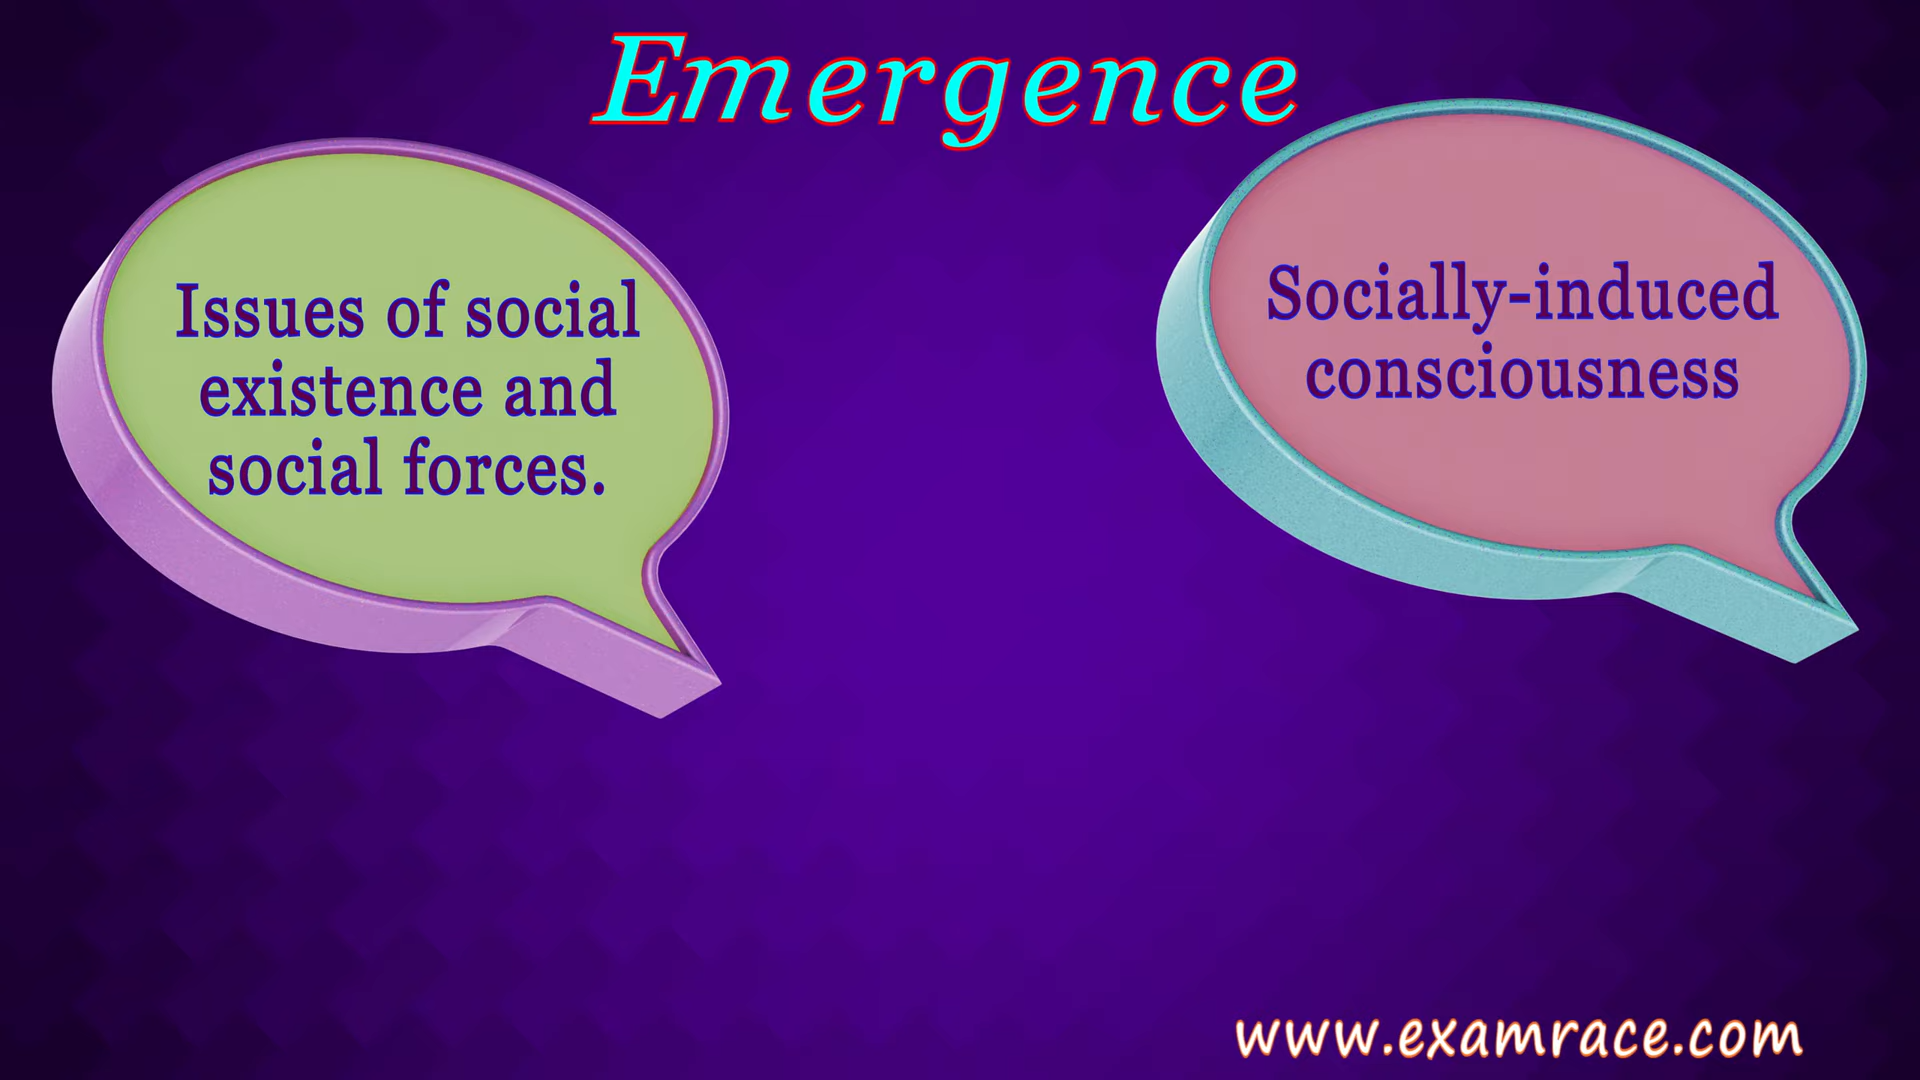 Emergence
Issues of social
existence and
social forces.
Socially-induced
consciousness
www.examrace.com